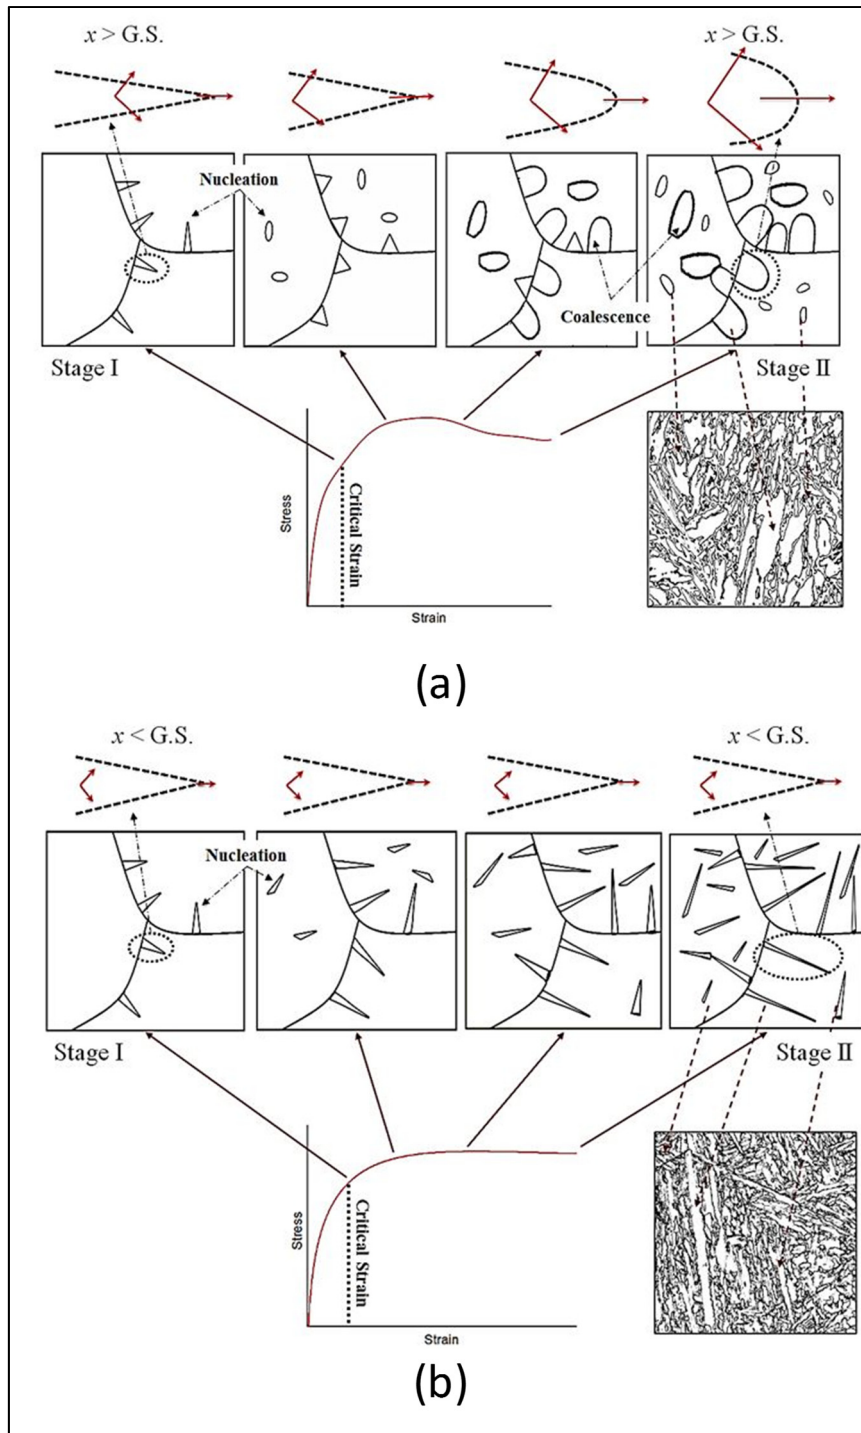 x > G.S.
x > G.S.
Nucleation
Coalescence
Stage I
Stage II
Stress
Critical Strain
Strain
(a)
x < G.S.
x < G.S.
Nucleation
Stage I
Stage II
Stress
Critical Strain
Strain
(b)